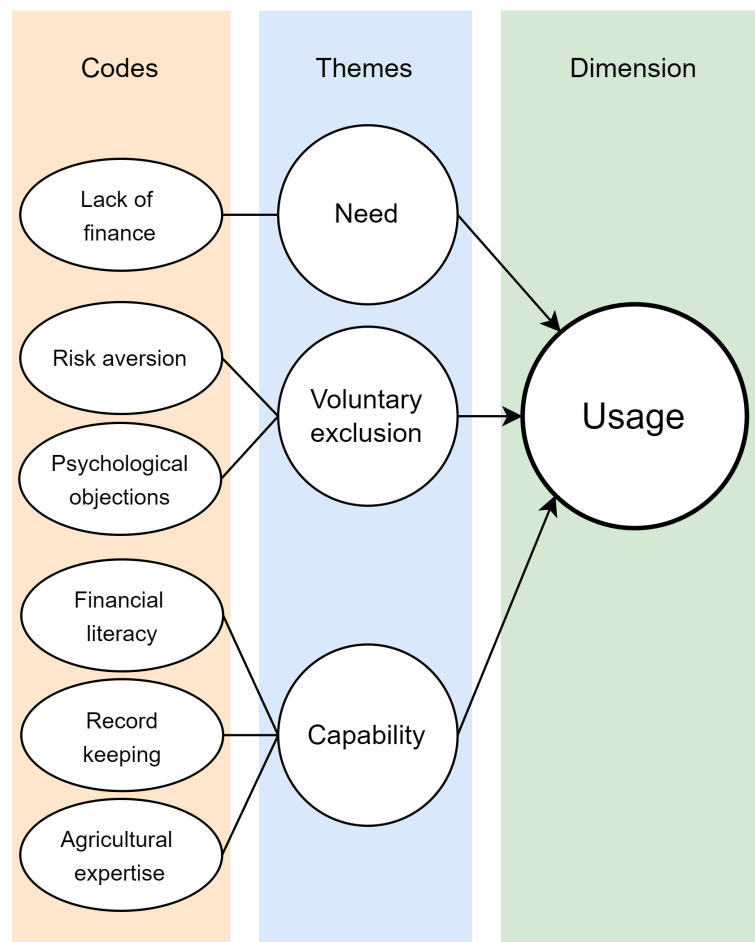 Codes
Themes
Dimension
Lack of
finance
Need
Risk aversion
Psychological
objections
Voluntary
exclusion
Usage
Financial
literacy
Record
keeping
Agricultural
expertise
Capability